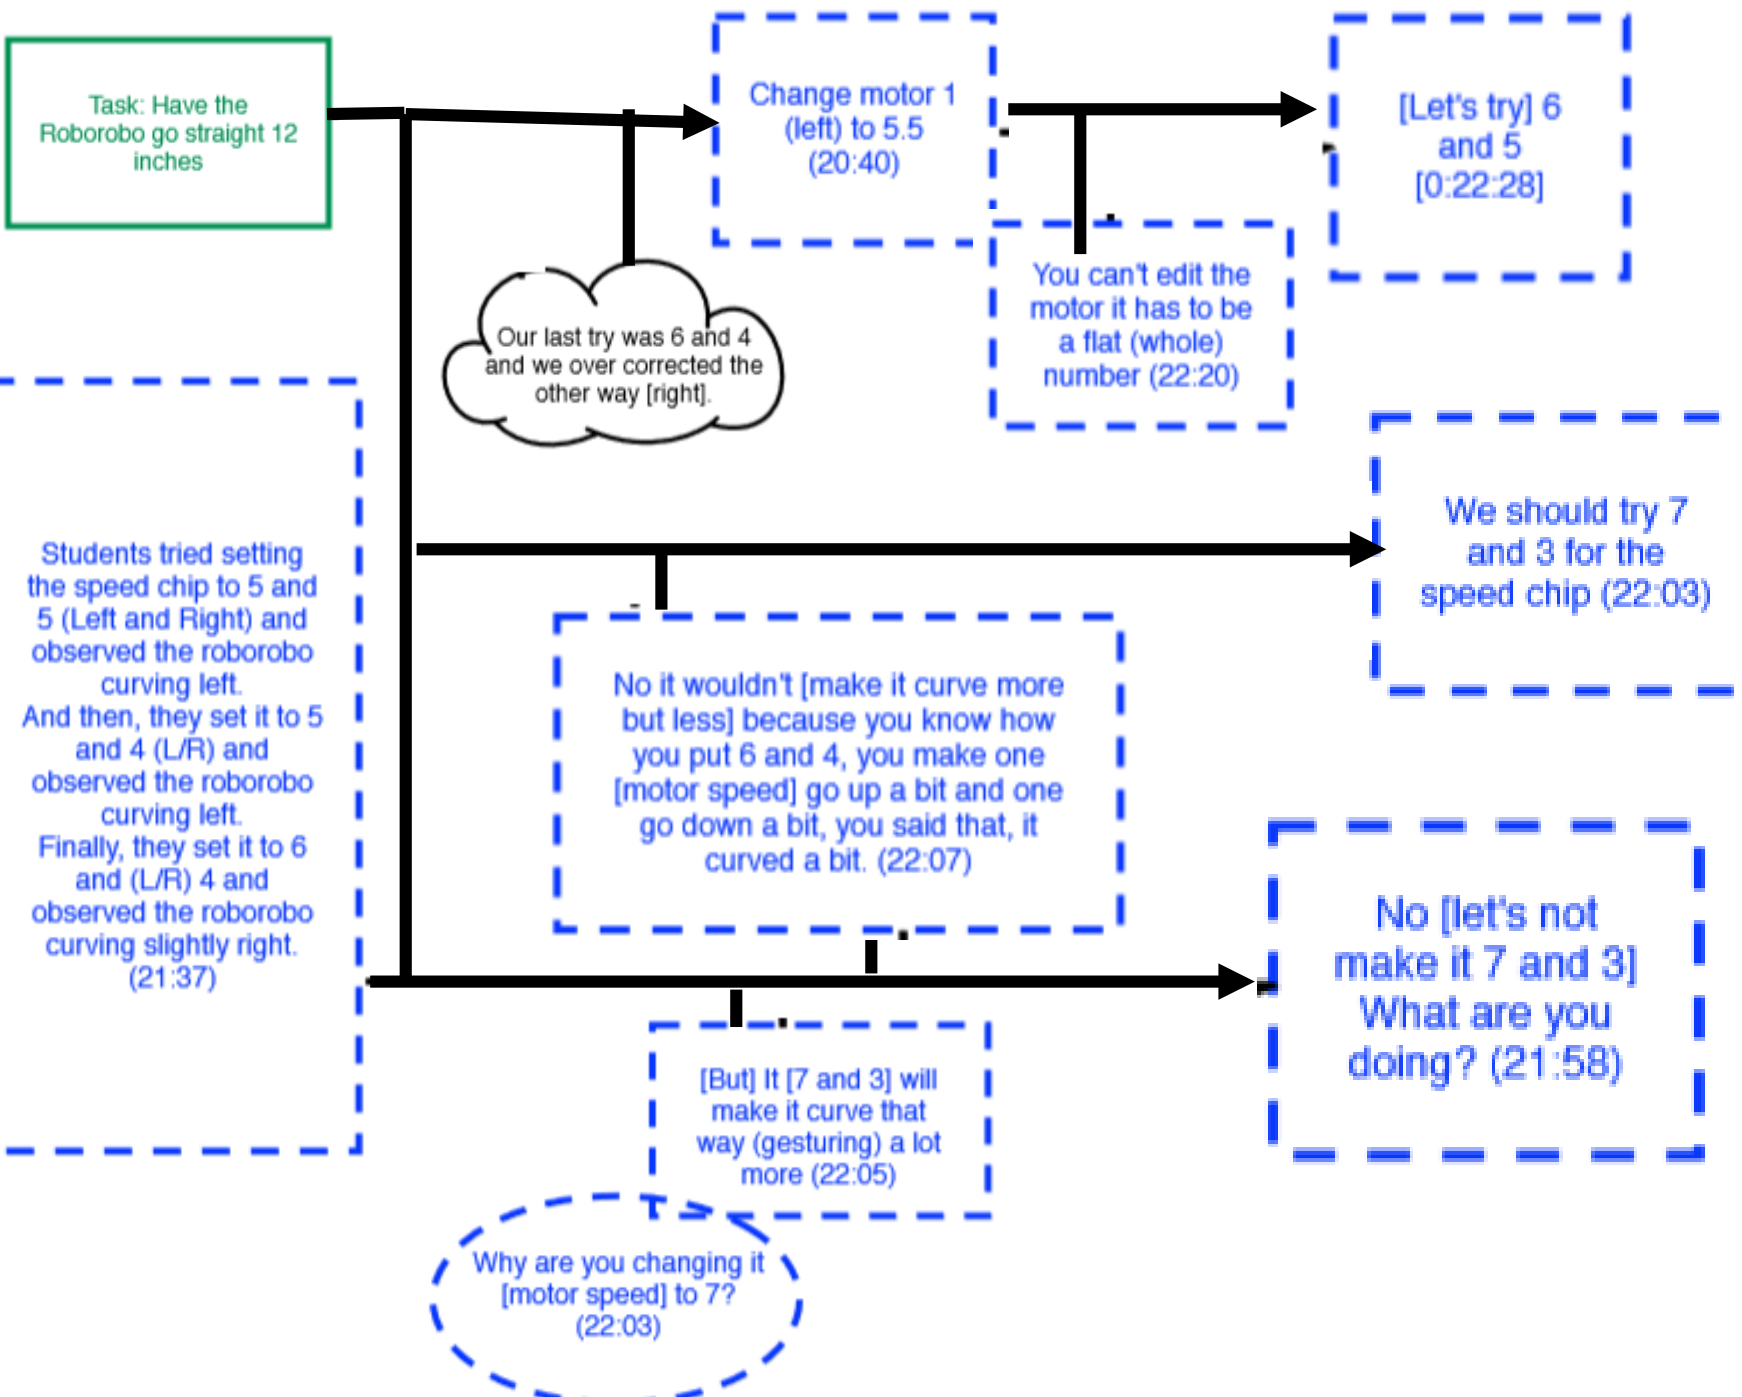 Task: Have the
Roborobo go straight 12
inches
Change motor 1
(left) to 5.5
(20:40)
[Let's try] 6
and 5
[0:22:28]
You can't edit the
motor it has to be
a flat (whole)
number (22:20)
Our last try was 6 and 4
and we over corrected the
other way [right].
We should try 7
and 3 for the
speed chip (22:03)
Students tried setting
the speed chip to 5 and
5 (Left and Right) and
observed the roborobo
curving left.
And then, they set it to 5
and 4 (L/R) and
observed the roborobo
curving left.
Finally, they set it to 6
and (L/R) 4 and
observed the roborobo
curving slightly right.
(21:37)
No it wouldn't [make it curve more
but less] because you know how
you put 6 and 4, you make one
[motor speed] go up a bit and one
go down a bit, you said that, it
curved a bit. (22:07)
No [let's not
make it 7 and 3]
What are you
doing? (21:58)
[But] It [7 and 3] will
make it curve that
way (gesturing) a lot
more (22:05)
Why are you changing it
[motor speed] to 7?
(22:03)